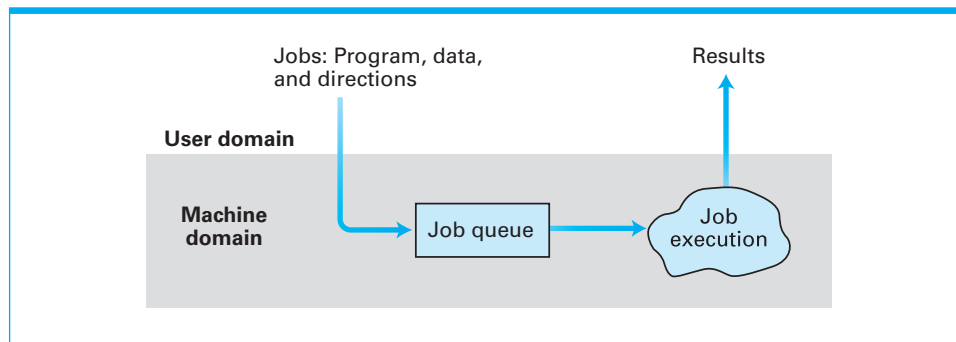 Jobs: Program, data,
and directions
Results
User domain
Machine
domain
Job queue
Job
execution